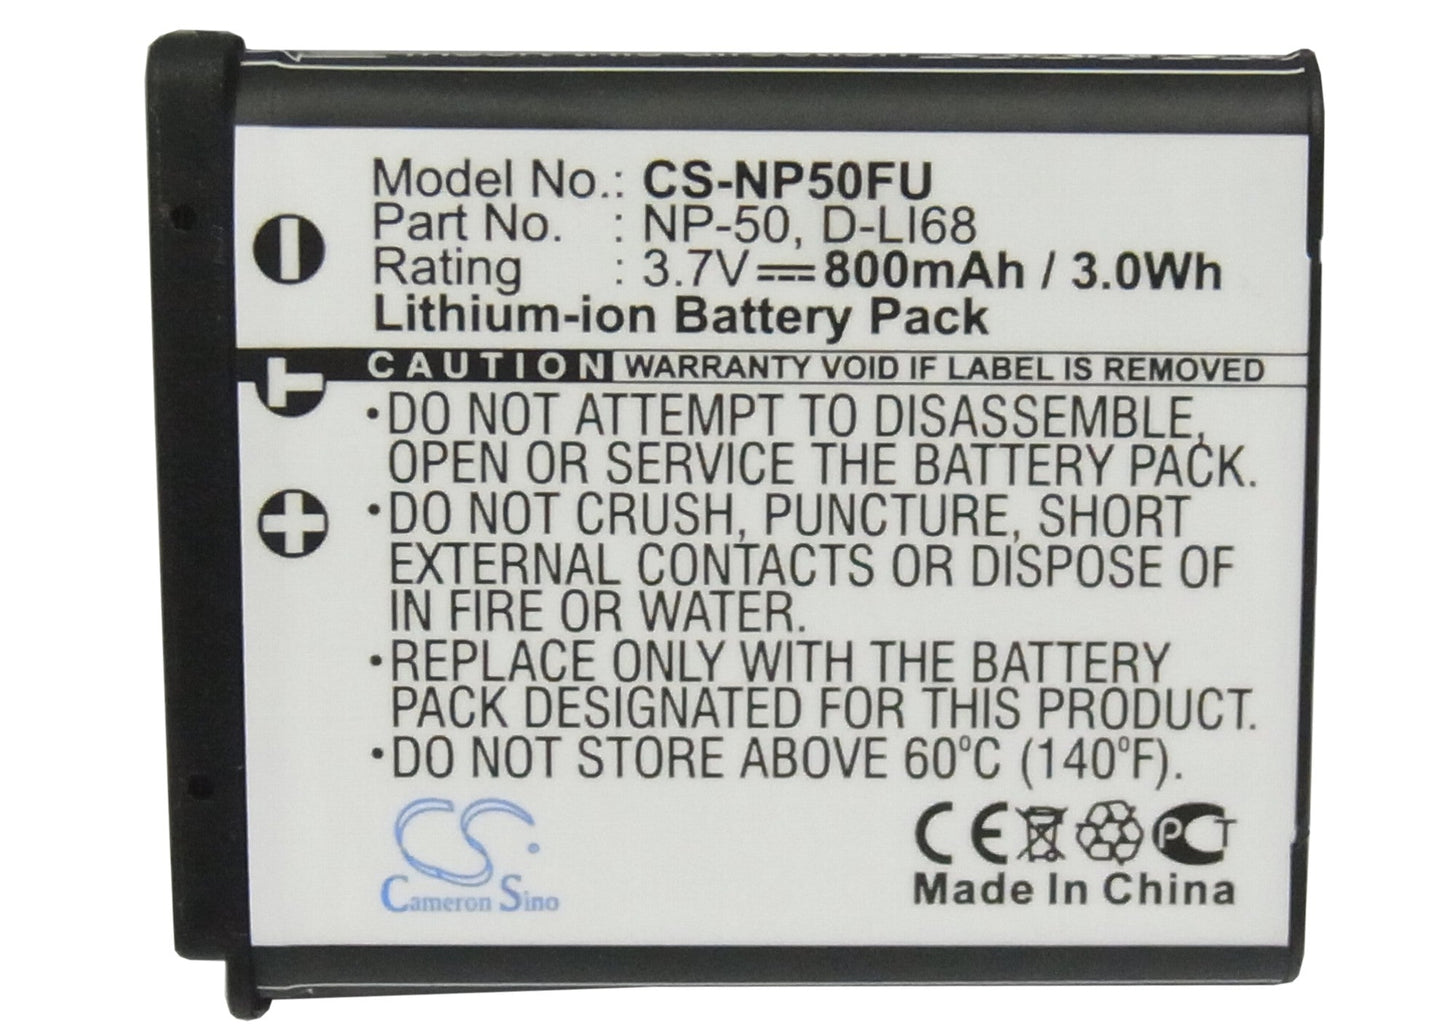 Model No.: CS-NP50FU
Part No. : NP-50, D-LI68
Rating : 3.7V 800mAh / 3.0Wh
Lithium-ion Battery Pack
CAUTION WARRANTY VOID IF LABEL IS REMOVED
•DO NOT ATTEMPT TO DISASSEMBLE,
OPEN OR SERVICE THE BATTERY PACK.
•DO NOT CRUSH, PUNCTURE, SHORT
EXTERNAL CONTACTS OR DISPOSE OF
IN FIRE OR WATER.
•REPLACE ONLY WITH THE BATTERY
PACK DESIGNATED FOR THIS PRODUCT.
•DO NOT STORE ABOVE 60°C (140°F).
CS
Cameron Sino
CE PCT
Made In China